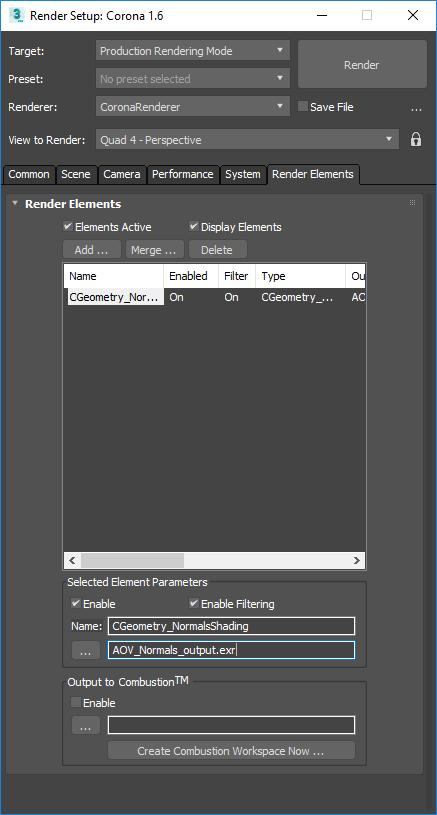 3
Render Setup: Corona 1.6
Target: Production Rendering Mode
Render
Preset: No preset selected
Renderer: CoronaRenderer Save File ...
View to Render: Quad 4 - Perspective
Common Scene Camera Performance System Render Elements
Render Elements
Elements Active Display Elements
Add ... Merge ... Delete
Name Enabled Filter Type Ou
CGeometry_Nor... On On CGeometry_... AO
Selected Element Parameters
Enable Enable Filtering
Name: CGeometry_NormalsShading
... AOV_Normals_output.exr
Output to Combustion™
Enable
...
Create Combustion Workspace Now ...